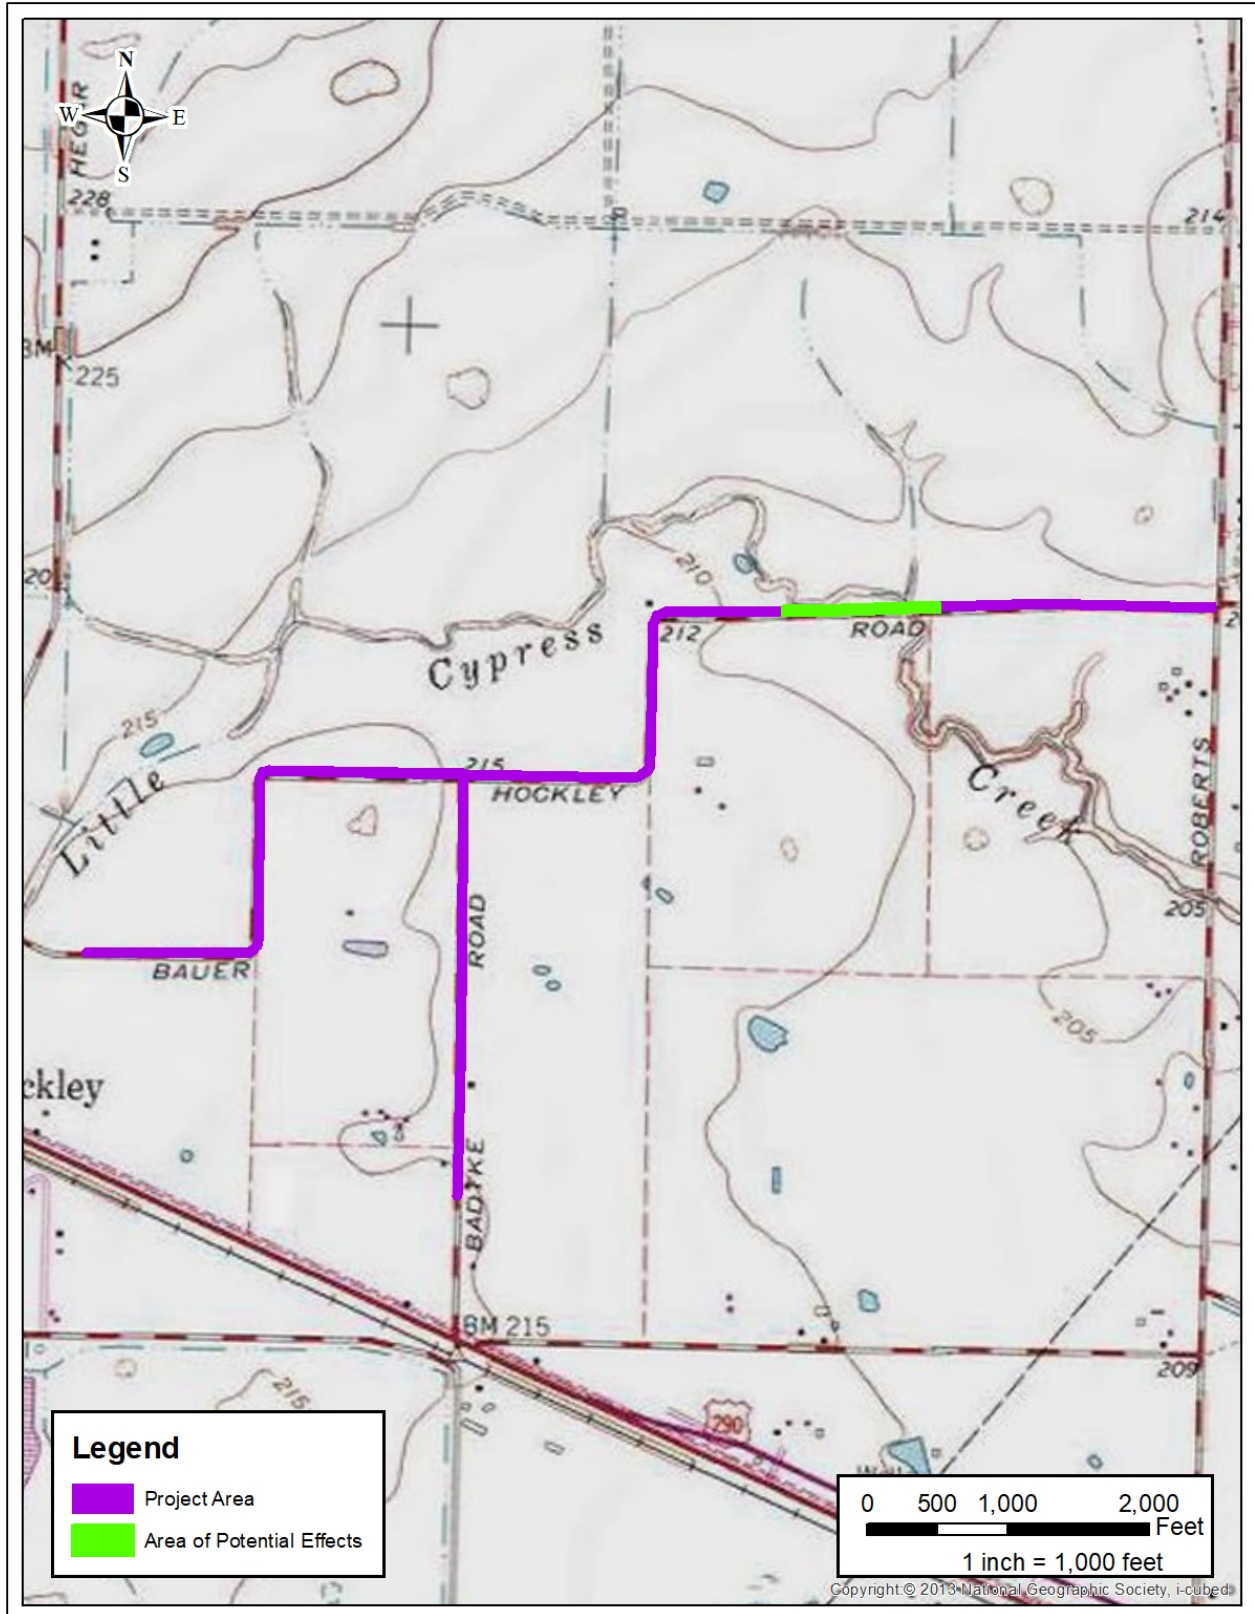 N
W
E
S
HEGAR
228
214
BM
225
20
210
212
ROAD
Cypress
215
215
HOCKLEY
Little
Creek
ROBERTS
205
ROAD
BAUER
205
ckley
BADTKE
BM 215
209
215
290
Legend
Project Area
Area of Potential Effects
0 500 1,000 2,000
Feet
1 inch = 1,000 feet
Copyright:© 2013 National Geographic Society, i-cubed